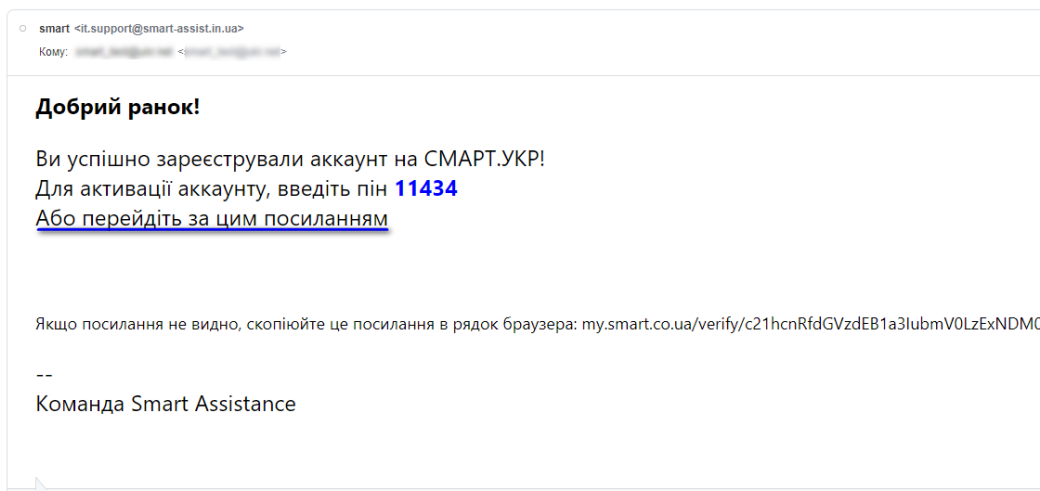 smart <it.support@smart-assist.in.ua>
Кому:
Добрий ранок!
Ви успішно зареєстрували аккаунт на СМАРТ.УКР!
Для активації аккаунту, введіть пін 11434
Або перейдіть за цим посиланням
Якщо посилання не видно, скопіюйте це посилання в рядок браузера: my.smart.co.ua/verify/c21hcnRfdGVzdEB1a3IubmV0LzExNDM0
--
Команда Smart Assistance